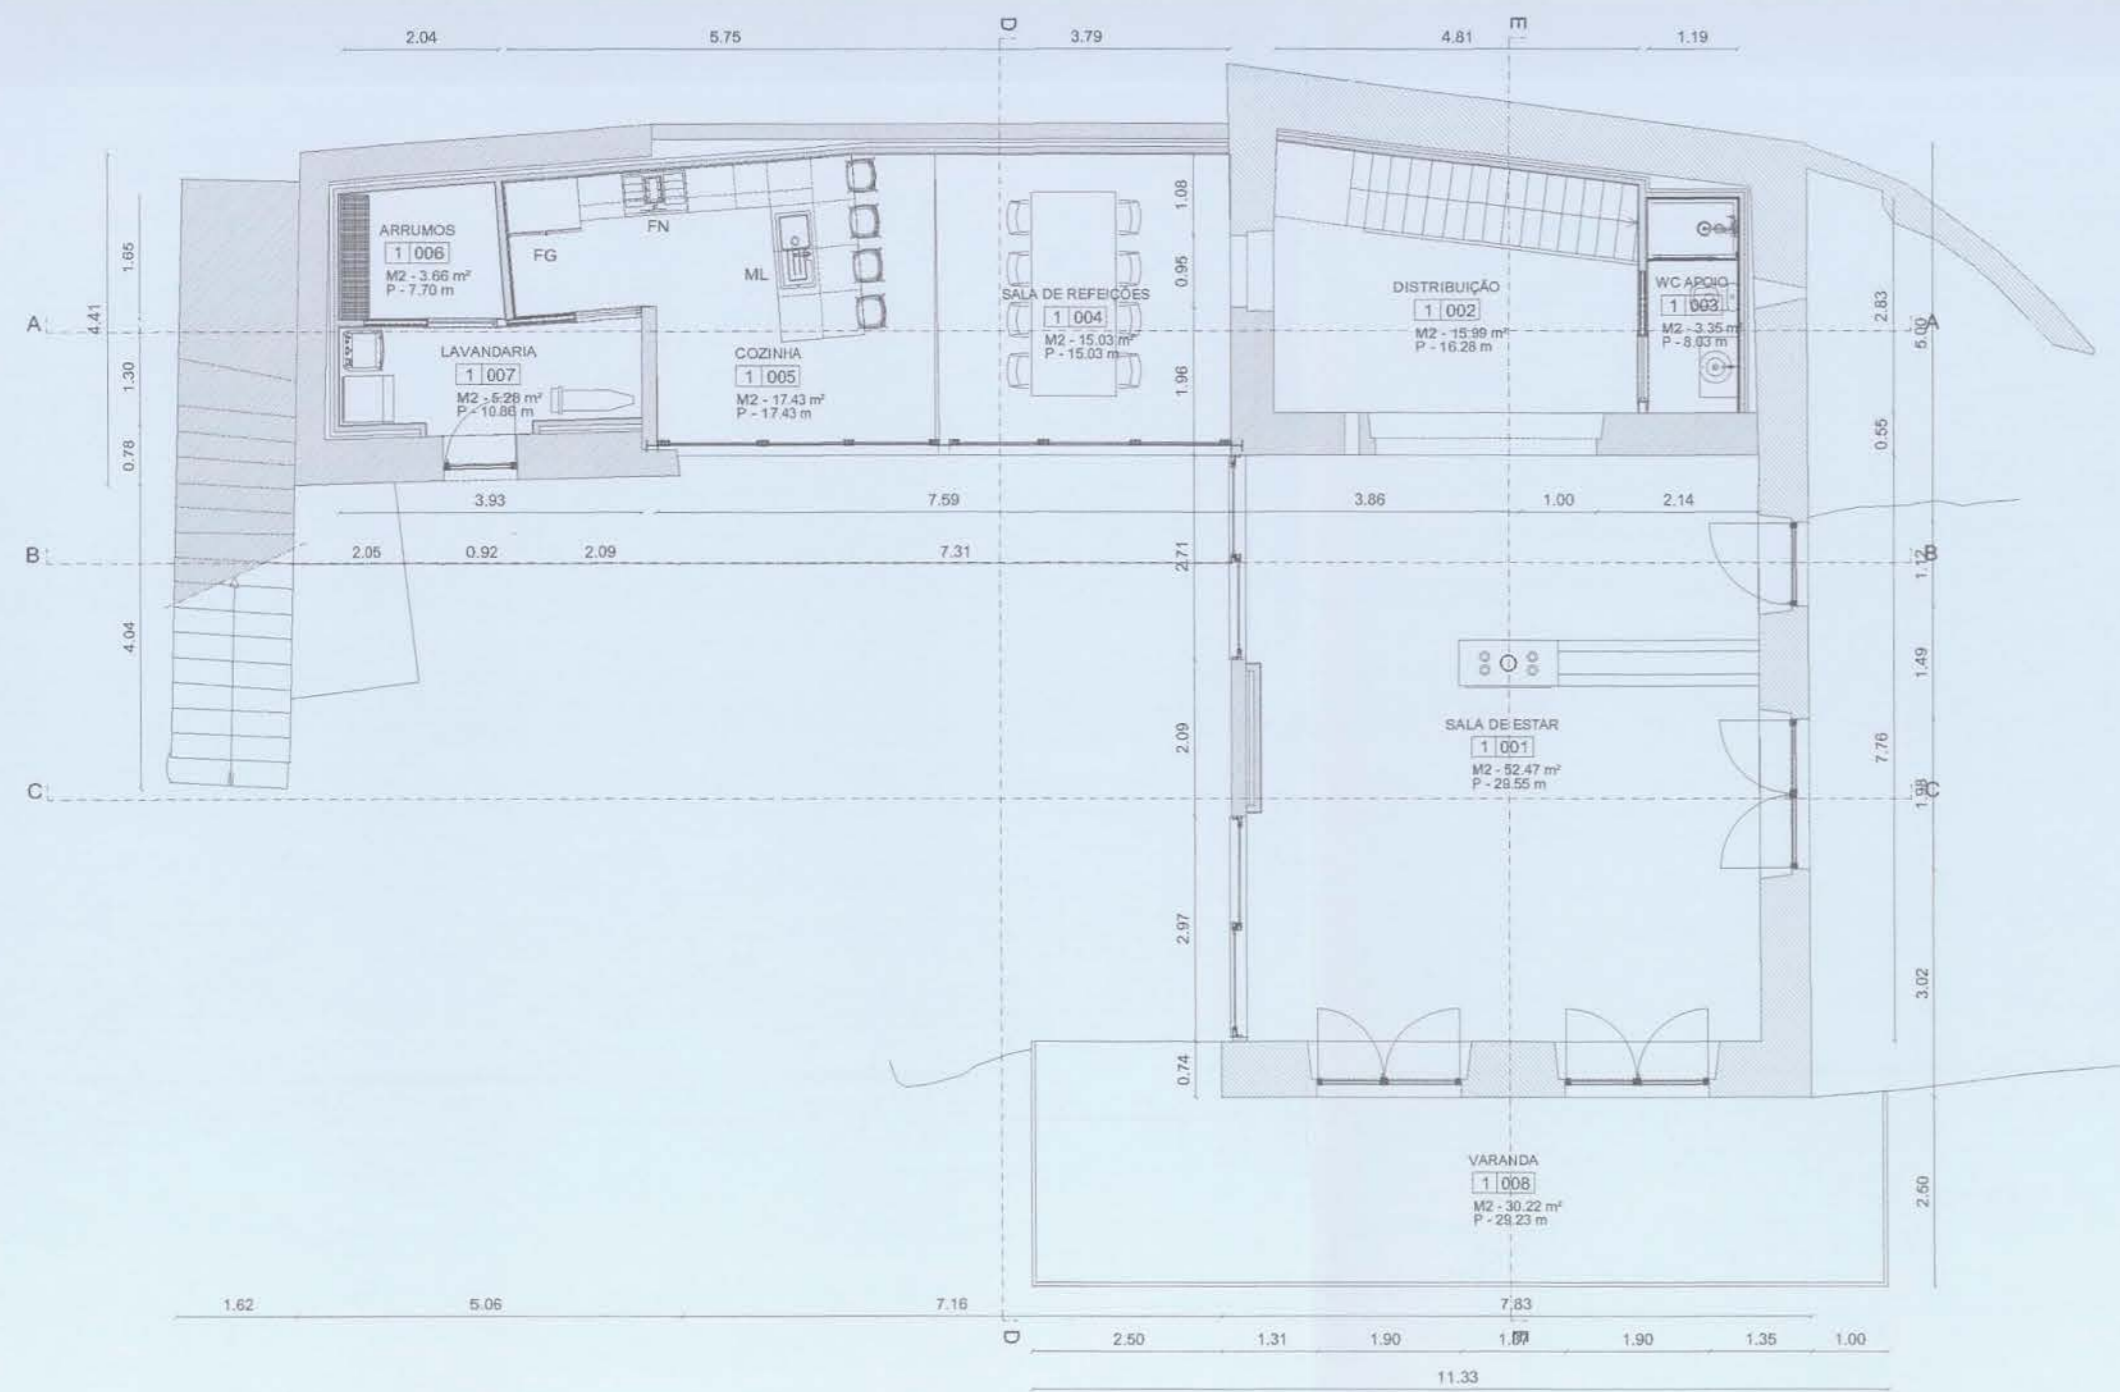 D
E
2.04
5.75
3.79
4.81
1.19
ARRUMOS
1 006
M2 - 3.66 m²
P - 7.70 m
FN
FG
ML
1.08
0.95
1.96
SALA DE REFEIÇÕES
1 004
M2 - 15.03 m²
P - 15.03 m
DISTRIBUIÇÃO
1 002
M2 - 15.99 m²
P - 16.28 m
WC APOIO
1 003
M2 - 3.35 m²
P - 8.03 m
1.65
4.41
1.30
0.78
4.04
A
A
2.83
5.00
0.55
LAVANDARIA
1 007
M2 - 5.28 m²
P - 10.86 m
COZINHA
1 005
M2 - 17.43 m²
P - 17.43 m
3.93
7.59
3.86
1.00
2.14
B
2.05
0.92
2.09
7.31
2.71
1.12
B
1.49
2.09
SALA DE ESTAR
1 001
M2 - 52.47 m²
P - 29.55 m
7.76
C
1.98
C
2.97
3.02
0.74
VARANDA
1 008
M2 - 30.22 m²
P - 29.23 m
2.50
1.62
5.06
7.16
7.83
D
E
2.50
1.31
1.90
1.90
1.35
1.00
11.33